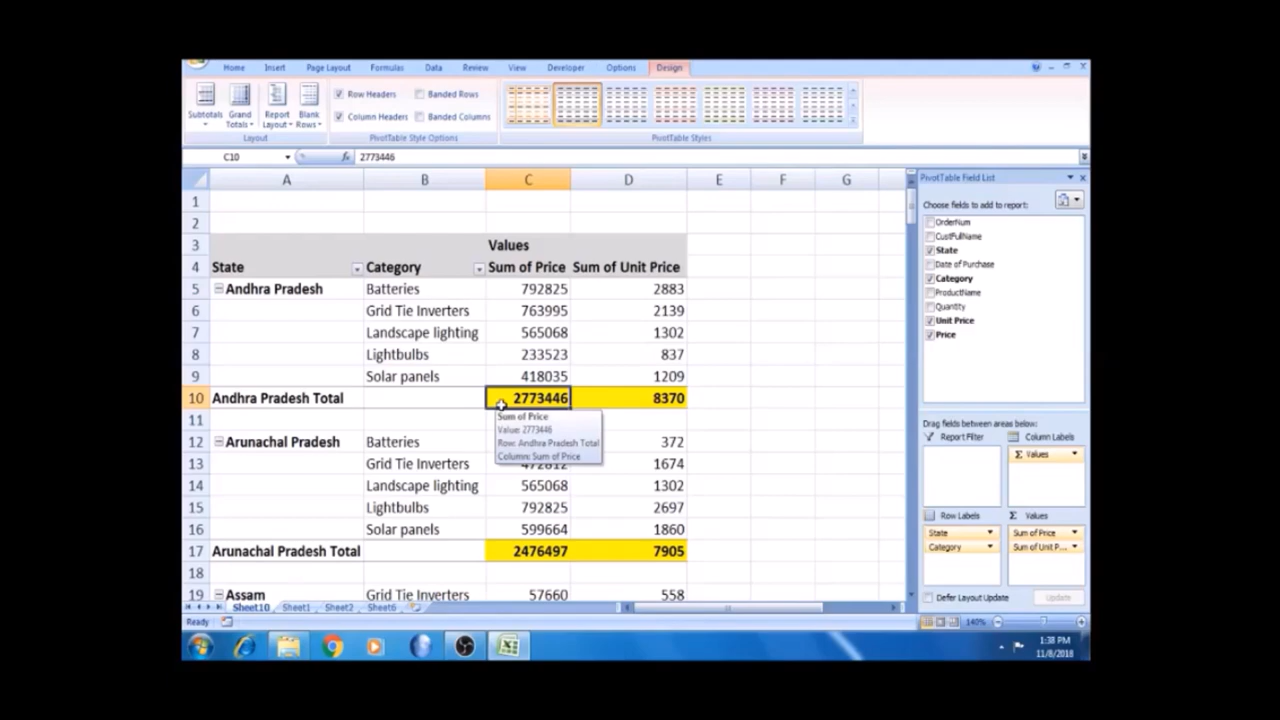 Home Insert Page Layout Formulas Data Review View Developer Options Design
Row Headers Banded Rows
Subtotals Grand Totals Report Layout Blank Rows
Column Headers Banded Columns
Layout PivotTable Style Options PivotTable Styles
C10 fx 2773446
A B C D E F G
1
2
3 Values
4 State Category Sum of Price Sum of Unit Price
5 Andhra Pradesh Batteries 792825 2883
6 Grid Tie Inverters 763995 2139
7 Landscape lighting 565068 1302
8 Lightbulbs 233523 837
9 Solar panels 418035 1209
10 Andhra Pradesh Total 2773446 8370
11
Sum of Price
Value: 2773446
Row: Andhra Pradesh Total
Column: Sum of Price
12 Arunachal Pradesh Batteries 372
13 Grid Tie Inverters 472812 1674
14 Landscape lighting 565068 1302
15 Lightbulbs 792825 2697
16 Solar panels 599664 1860
17 Arunachal Pradesh Total 2476497 7905
18
19 Assam Grid Tie Inverters 57660 558
Sheet10 Sheet1 Sheet2 Sheet6
Ready 140%
PivotTable Field List
Choose fields to add to report:
OrderNum
CustFullName
State
Date of Purchase
Category
ProductName
Quantity
Unit Price
Price
Drag fields between areas below:
Report Filter Column Labels
Σ Values
Row Labels Σ Values
State Sum of Price
Category Sum of Unit P...
Defer Layout Update Update
1:38 PM
11/8/2018